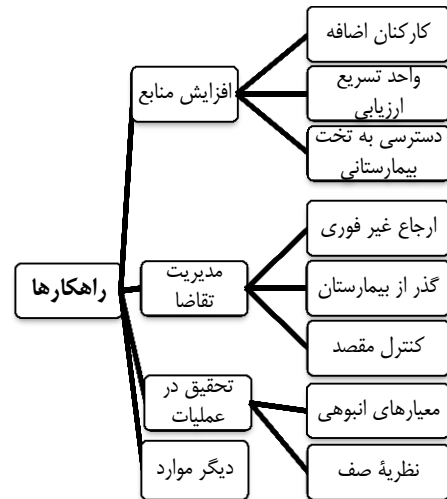 راهکارها
افزایش منابع
کارکنان اضافه
واحد تسریع
ارزیابی
دسترسی به تخت
بیمارستانی
مدیریت
تقاضا
ارجاع غیر فوری
گذر از بیمارستان
کنترل مقصد
تحقیق در
عملیات
معیارهای انبوهی
نظریهٔ صف
دیگر موارد